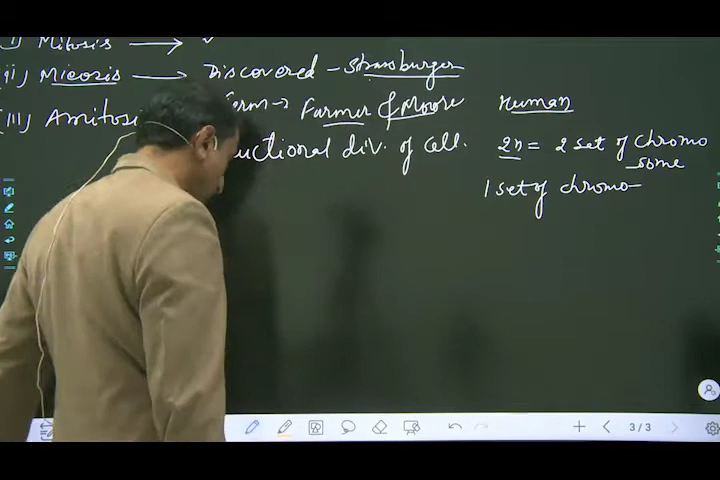 (i) Mitosis →
(ii) Mieosis → Discovered - Strassburger
(iii) Amitosi Term → Farmer & Moore
uctional div. of cell.
Human
2n = 2 set of chromo
some
1 set of chromo-
3/3